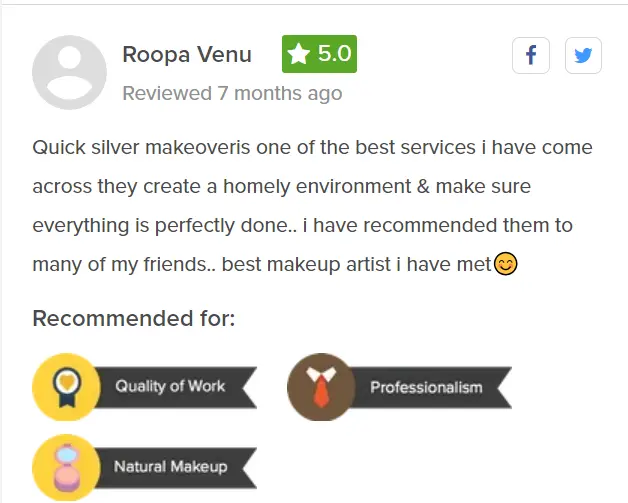 Roopa Venu
5.0
Reviewed 7 months ago
Quick silver makeoveris one of the best services i have come
across they create a homely environment & make sure
everything is perfectly done.. i have recommended them to
many of my friends.. best makeup artist i have met😊
Recommended for:
Quality of Work
Professionalism
Natural Makeup